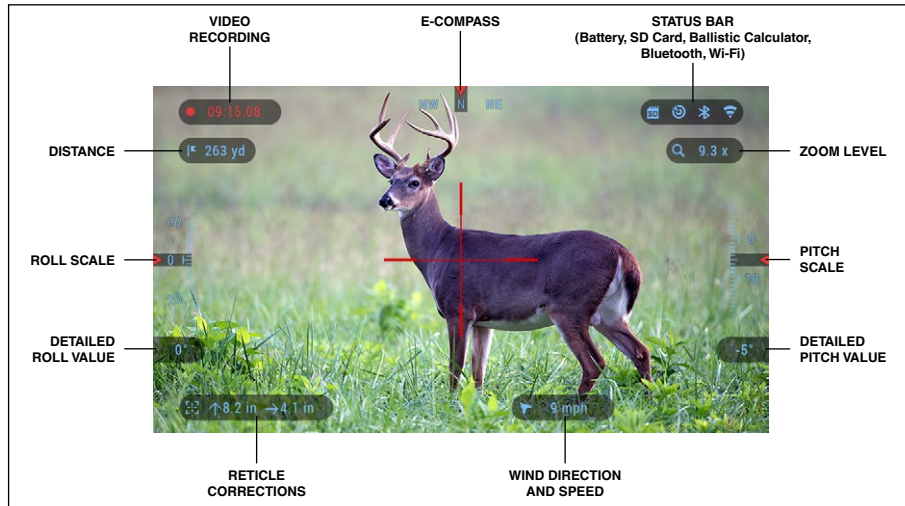 VIDEO
RECORDING
E-COMPASS
STATUS BAR
(Battery, SD Card, Ballistic Calculator,
Bluetooth, Wi-Fi)
09:15:08
NW N NE
SD
DISTANCE
263 yd
9.3 x
ZOOM LEVEL
20
0
ROLL SCALE
0
PITCH
SCALE
10
20
DETAILED
ROLL VALUE
0°
-5°
DETAILED
PITCH VALUE
↑8.2 in →4.1 in
9 mph
RETICLE
CORRECTIONS
WIND DIRECTION
AND SPEED